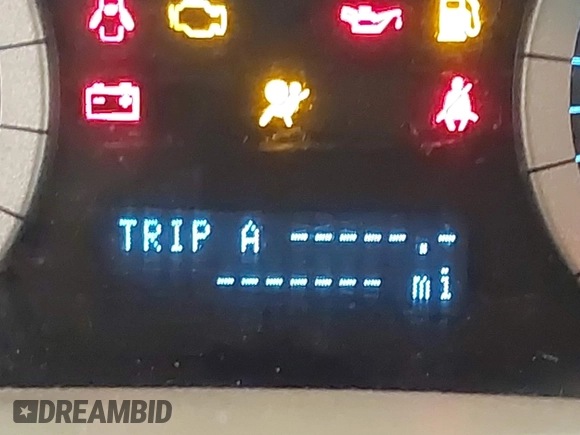 TRIP A -----.-
------- mi
DREAMBID